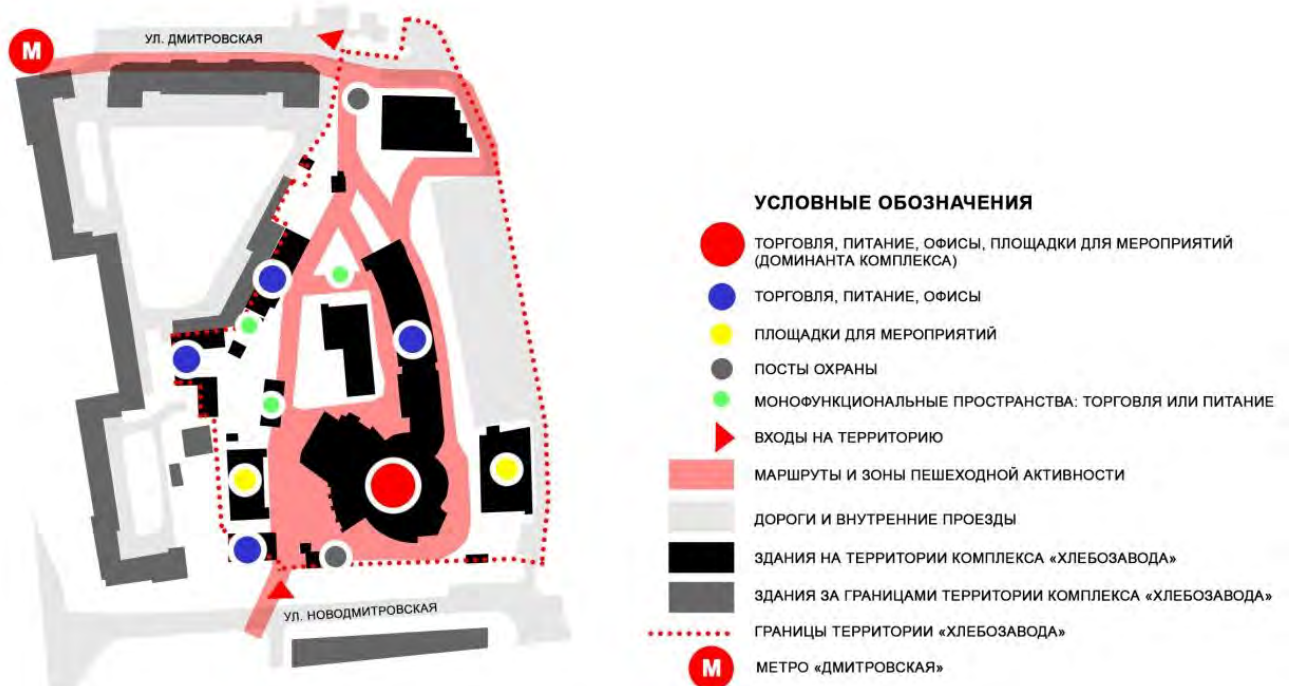 М
УЛ. ДМИТРОВСКАЯ
УЛ. НОВОДМИТРОВСКАЯ
УСЛОВНЫЕ ОБОЗНАЧЕНИЯ
ТОРГОВЛЯ, ПИТАНИЕ, ОФИСЫ, ПЛОЩАДКИ ДЛЯ МЕРОПРИЯТИЙ
(ДОМИНАНТА КОМПЛЕКСА)
ТОРГОВЛЯ, ПИТАНИЕ, ОФИСЫ
ПЛОЩАДКИ ДЛЯ МЕРОПРИЯТИЙ
ПОСТЫ ОХРАНЫ
МОНОФУНКЦИОНАЛЬНЫЕ ПРОСТРАНСТВА: ТОРГОВЛЯ ИЛИ ПИТАНИЕ
ВХОДЫ НА ТЕРРИТОРИЮ
МАРШРУТЫ И ЗОНЫ ПЕШЕХОДНОЙ АКТИВНОСТИ
ДОРОГИ И ВНУТРЕННИЕ ПРОЕЗДЫ
ЗДАНИЯ НА ТЕРРИТОРИИ КОМПЛЕКСА «ХЛЕБОЗАВОДА»
ЗДАНИЯ ЗА ГРАНИЦАМИ ТЕРРИТОРИИ КОМПЛЕКСА «ХЛЕБОЗАВОДА»
ГРАНИЦЫ ТЕРРИТОРИИ «ХЛЕБОЗАВОДА»
М МЕТРО «ДМИТРОВСКАЯ»